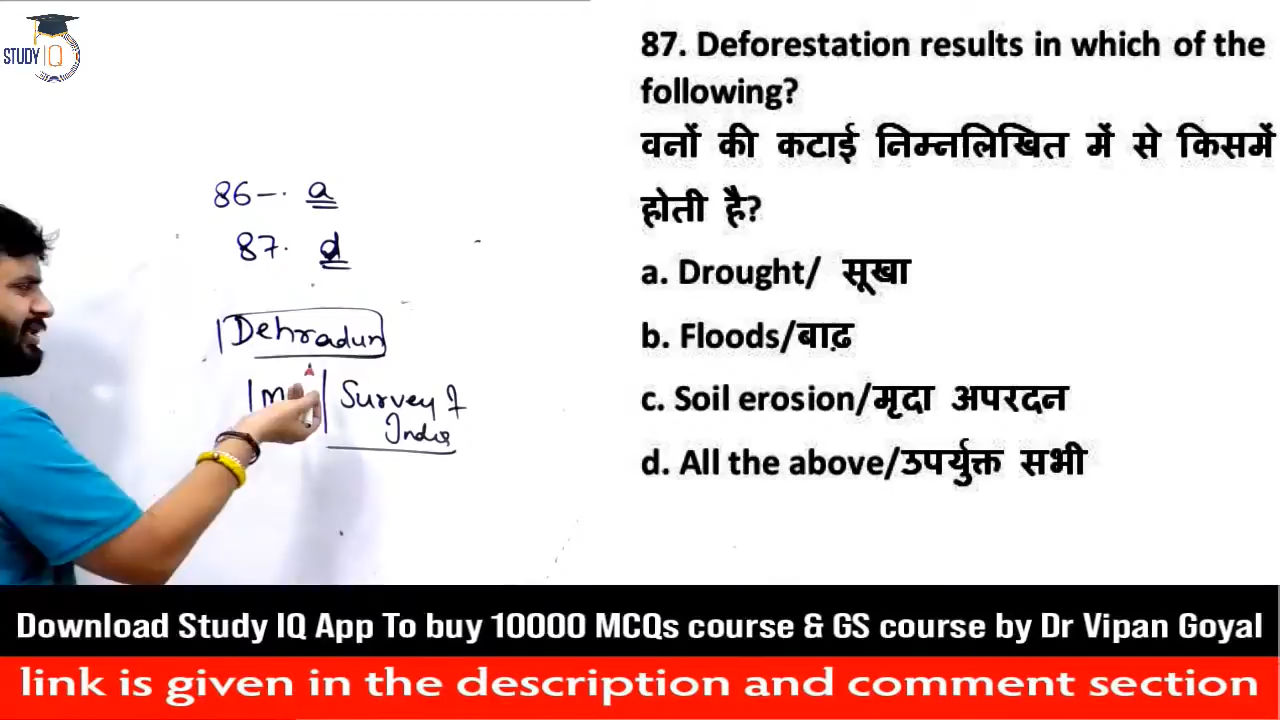 STUDY IQ
86-. a
87. d
Dehradun
Survey of
India
87. Deforestation results in which of the
following?
वनों की कटाई निम्नलिखित में से किसमें
होती है?
a. Drought/ सूखा
b. Floods/बाढ़
c. Soil erosion/मृदा अपरदन
d. All the above/उपर्युक्त सभी
Download Study IQ App To buy 10000 MCQs course & GS course by Dr Vipan Goyal
link is given in the description and comment section